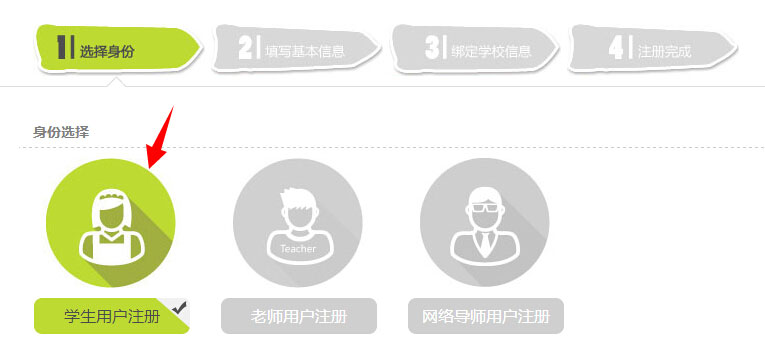 1 选择身份
2 填写基本信息
3 绑定学校信息
4 注册完成
身份选择
Teacher
学生用户注册
老师用户注册
网络导师用户注册